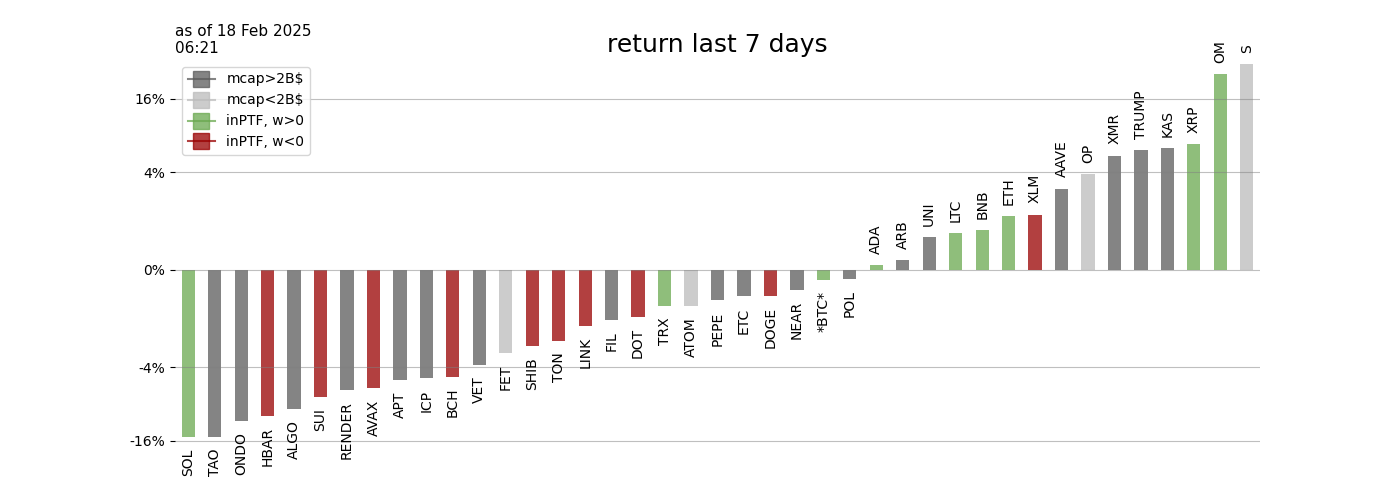 as of 18 Feb 2025
06:21
return last 7 days
mcap>2B$
mcap<2B$
inPTF, w>0
inPTF, w<0
16%
4%
0%
-4%
-16%
SOL
TAO
ONDO
HBAR
ALGO
SUI
RENDER
AVAX
APT
ICP
BCH
VET
FET
SHIB
TON
LINK
FIL
DOT
TRX
ATOM
PEPE
ETC
DOGE
NEAR
*BTC*
POL
ADA
ARB
UNI
LTC
BNB
ETH
XLM
AAVE
OP
XMR
TRUMP
KAS
XRP
OM
S